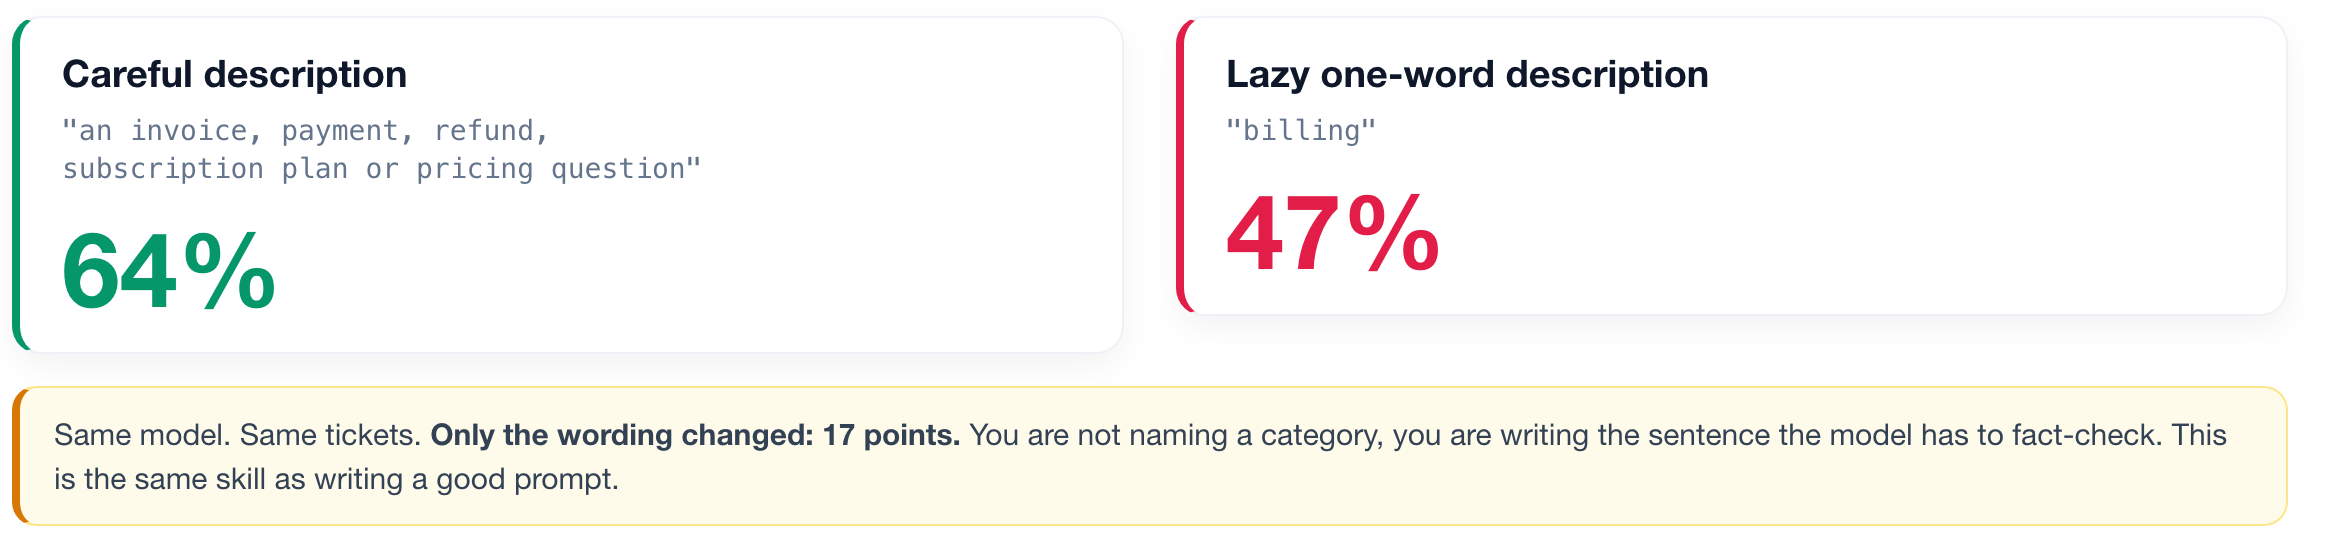 Careful description
"an invoice, payment, refund,
subscription plan or pricing question"
64%
Lazy one-word description
"billing"
47%
Same model. Same tickets. Only the wording changed: 17 points. You are not naming a category, you are writing the sentence the model has to fact-check. This
is the same skill as writing a good prompt.